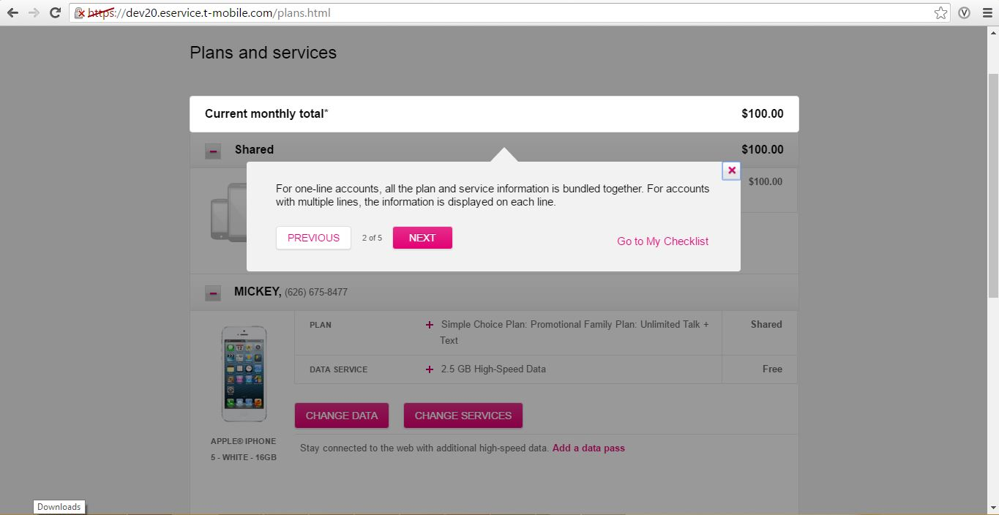 https://dev20.eservice.t-mobile.com/plans.html
V
Plans and services
Current monthly total* $100.00
Shared $100.00
$100.00
For one-line accounts, all the plan and service information is bundled together. For accounts
with multiple lines, the information is displayed on each line.
PREVIOUS 2 of 5 NEXT Go to My Checklist
MICKEY, (626) 675-8477
PLAN + Simple Choice Plan: Promotional Family Plan: Unlimited Talk + Shared
Text
DATA SERVICE + 2.5 GB High-Speed Data Free
CHANGE DATA CHANGE SERVICES
APPLE® IPHONE
5 - WHITE - 16GB
Stay connected to the web with additional high-speed data. Add a data pass
Downloads